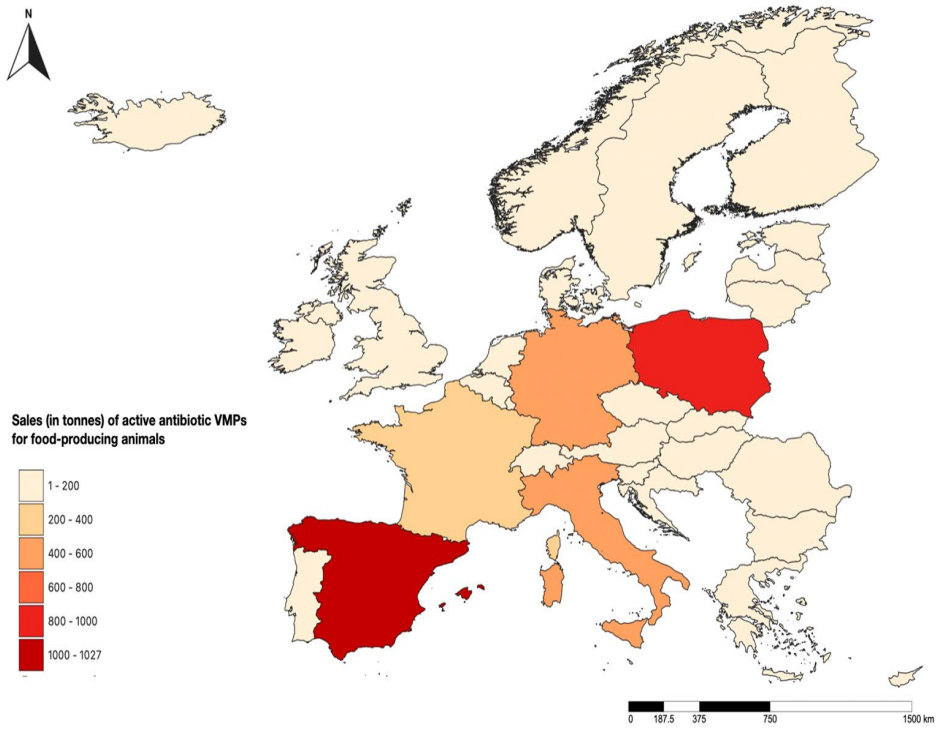 N
Sales (in tonnes) of active antibiotic VMPs
for food-producing animals
1 - 200
200 - 400
400 - 600
600 - 800
800 - 1000
1000 - 1027
0 187.5 375 750 1500 km